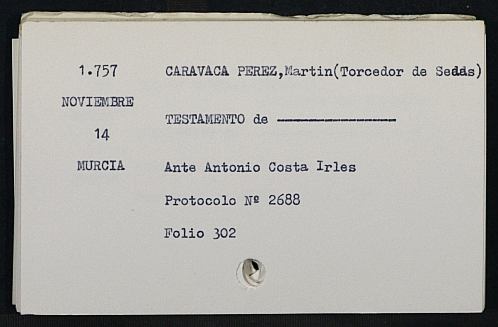 1.757 CARAVACA PEREZ,Martin(Torcedor de Sedas)
NOVIEMBRE
TESTAMENTO de ----------------
14
MURCIA Ante Antonio Costa Irles
Protocolo Nº 2688
Folio 302